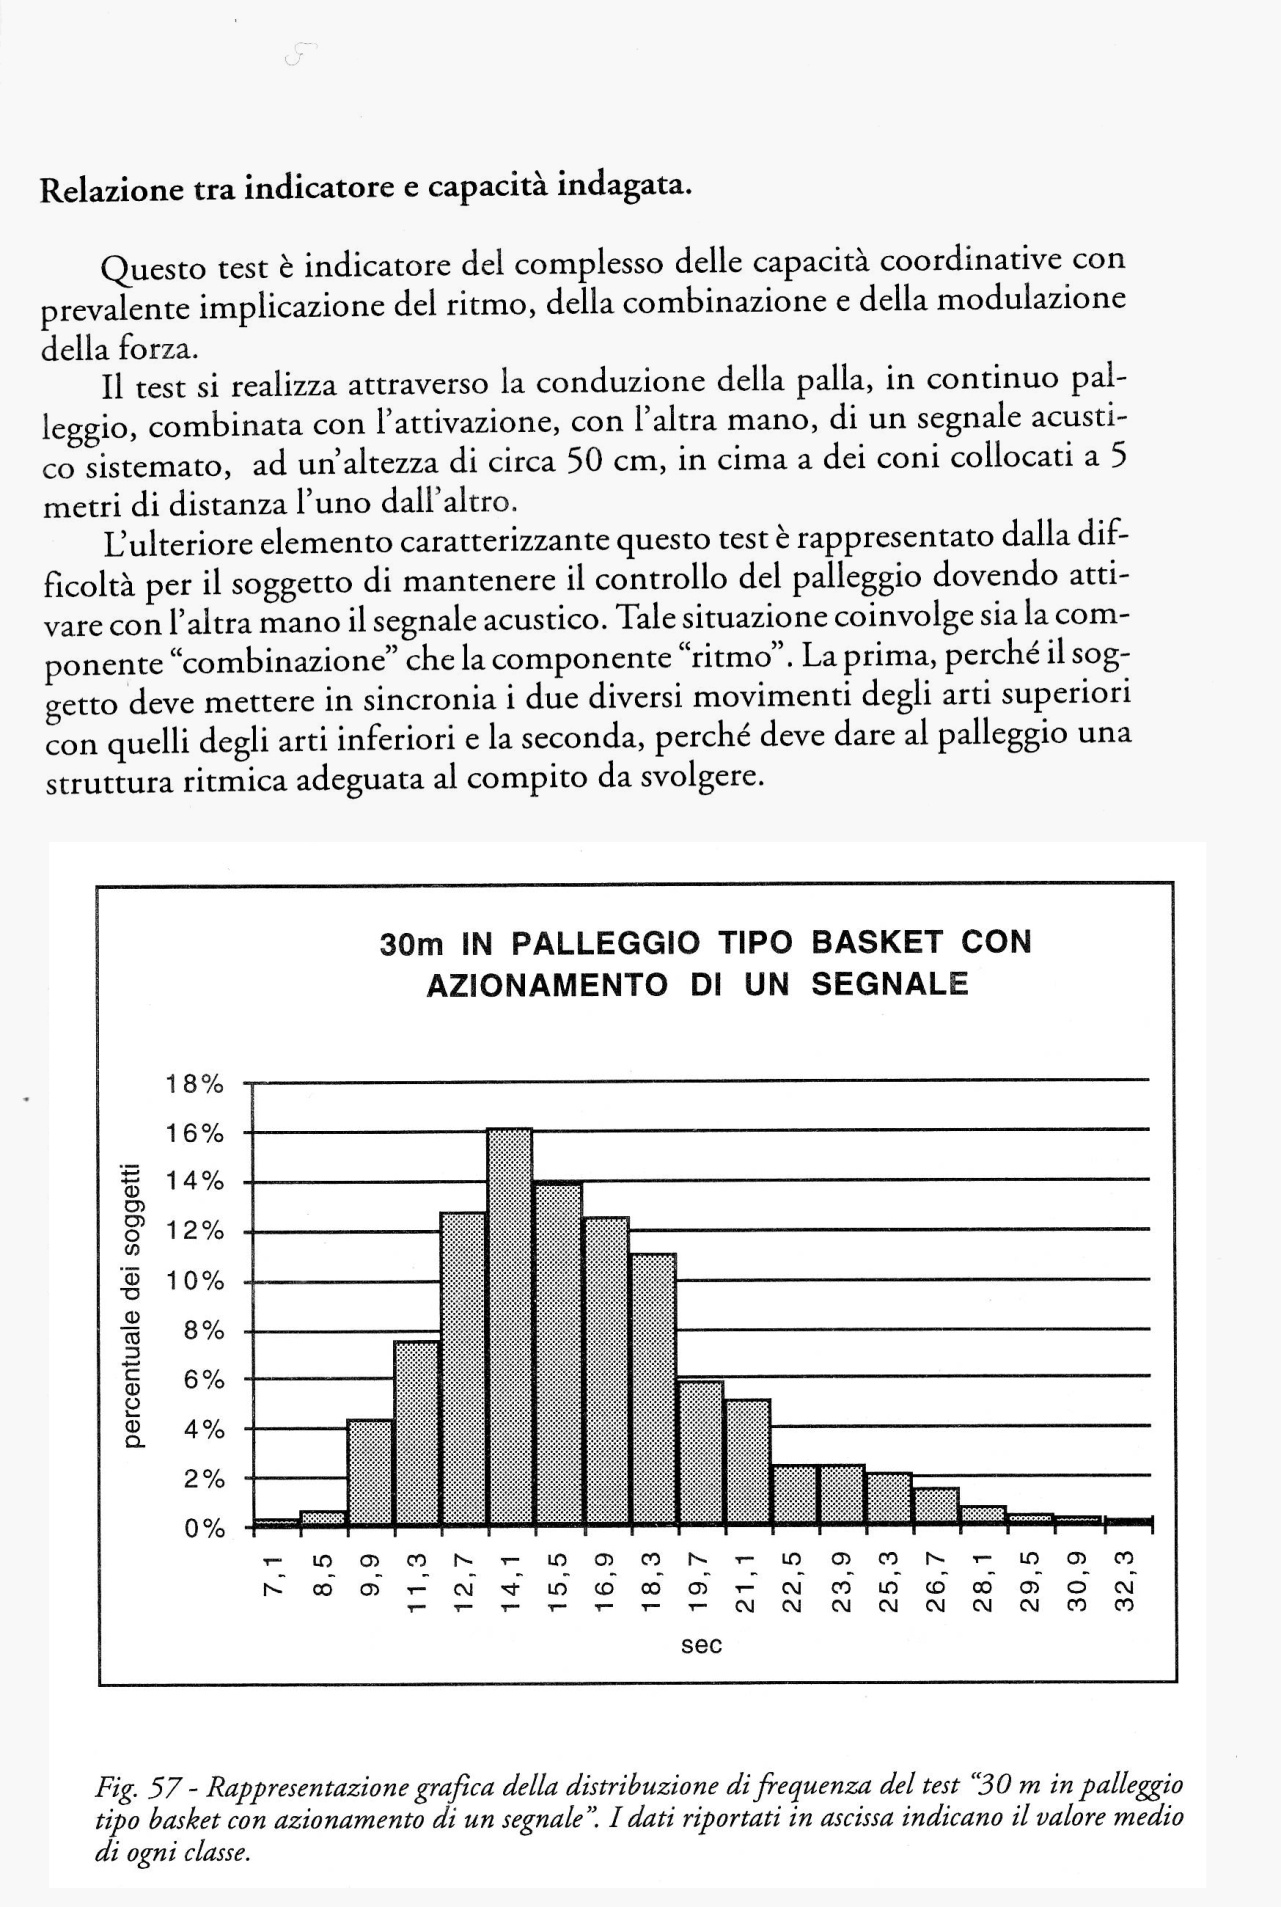 Relazione tra indicatore e capacità indagata.
Questo test è indicatore del complesso delle capacità coordinative con
prevalente implicazione del ritmo, della combinazione e della modulazione
della forza.
Il test si realizza attraverso la conduzione della palla, in continuo pal-
leggio, combinata con l'attivazione, con l'altra mano, di un segnale acusti-
co sistemato, ad un'altezza di circa 50 cm, in cima a dei coni collocati a 5
metri di distanza l'uno dall'altro.
L'ulteriore elemento caratterizzante questo test è rappresentato dalla dif-
ficoltà per il soggetto di mantenere il controllo del palleggio dovendo atti-
vare con l'altra mano il segnale acustico. Tale situazione coinvolge sia la com-
ponente “combinazione” che la componente “ritmo”. La prima, perché il sog-
getto deve mettere in sincronia i due diversi movimenti degli arti superiori
con quelli degli arti inferiori e la seconda, perché deve dare al palleggio una
struttura ritmica adeguata al compito da svolgere.
30m IN PALLEGGIO TIPO BASKET CON
AZIONAMENTO DI UN SEGNALE
percentuale dei soggetti
18%
16%
14%
12%
10%
8%
6%
4%
2%
0%
7,1 8,5 9,9 11,3 12,7 14,1 15,5 16,9 18,3 19,7 21,1 22,5 23,9 25,3 26,7 28,1 29,5 30,9 32,3
sec
Fig. 57 - Rappresentazione grafica della distribuzione di frequenza del test “30 m in palleggio
tipo basket con azionamento di un segnale”. I dati riportati in ascissa indicano il valore medio
di ogni classe.